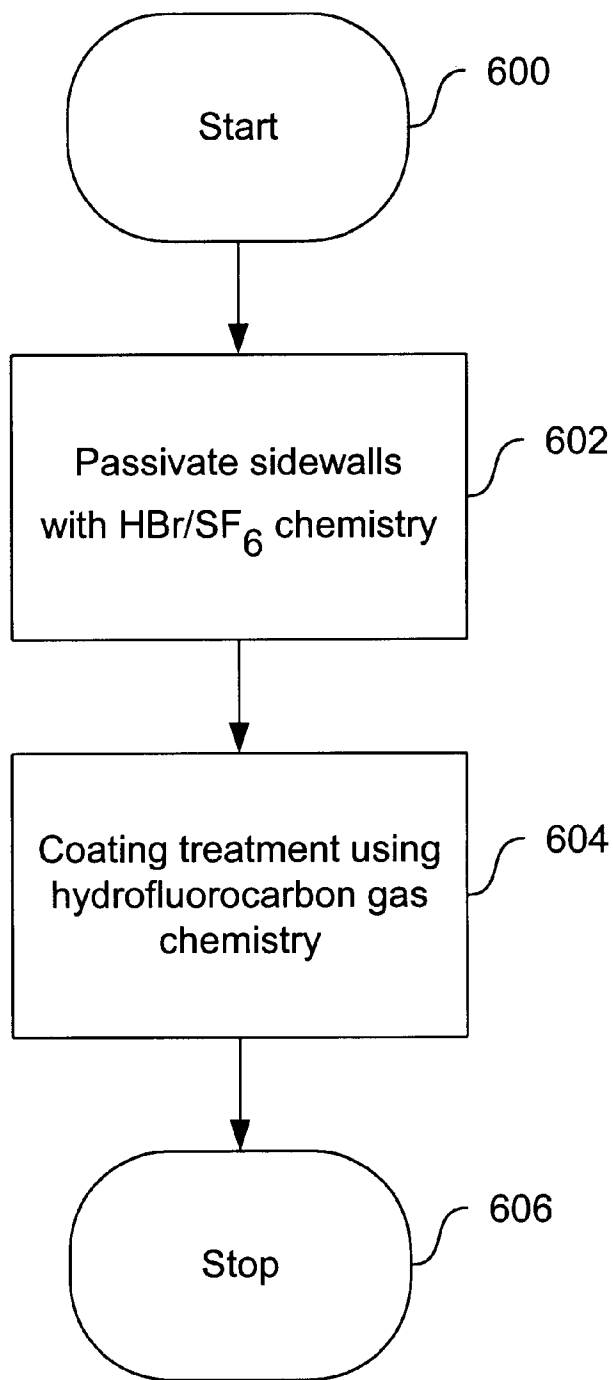 Start
600
Passivate sidewalls
with HBr/SF6 chemistry
602
Coating treatment using
hydrofluorocarbon gas
chemistry
604
Stop
606